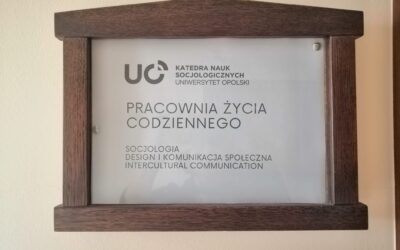 UO
KATEDRA NAUK
SOCJOLOGICZNYCH
UNIWERSYTET OPOLSKI
PRACOWNIA ŻYCIA
CODZIENNEGO
SOCJOLOGIA
DESIGN I KOMUNIKACJA SPOŁECZNA
INTERCULTURAL COMMUNICATION